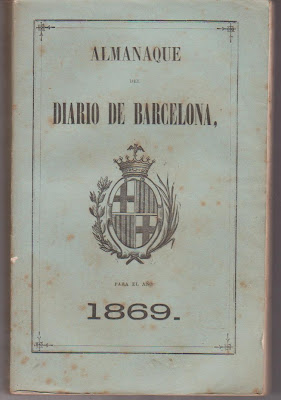 ALMANAQUE
DEL
DIARIO DE BARCELONA,
PARA EL AÑO
1869.